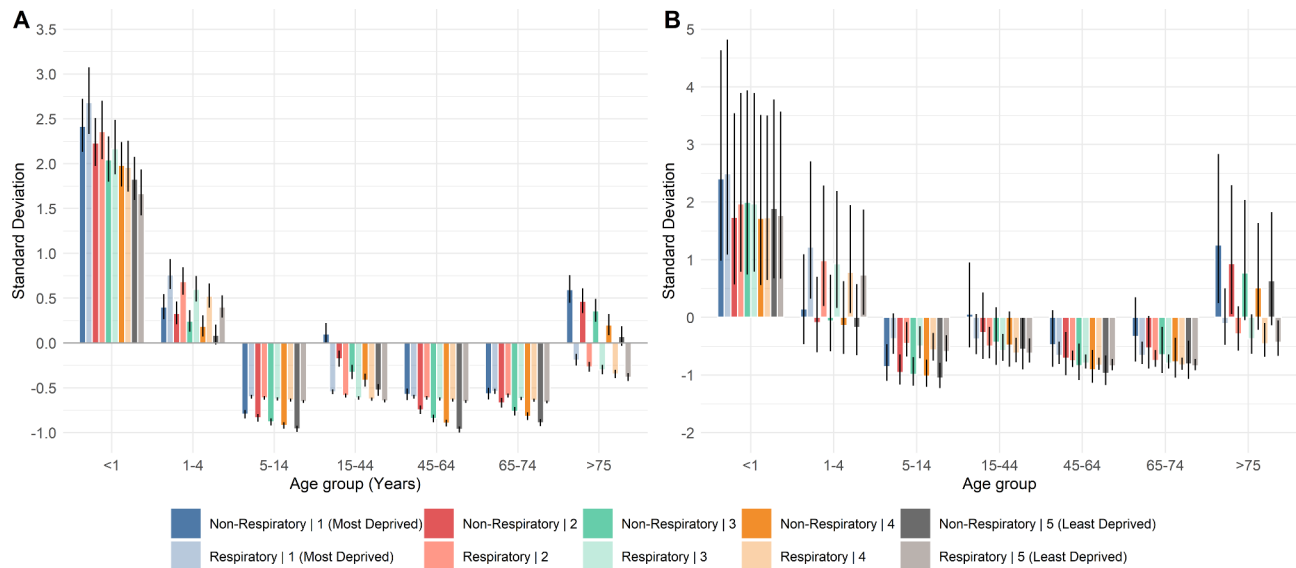 A
B
Standard Deviation
3.5
3.0
2.5
2.0
1.5
1.0
0.5
0.0
-0.5
-1.0
<1
1-4
5-14
15-44
45-64
65-74
>75
Age group (Years)
Standard Deviation
5
4
3
2
1
0
-1
-2
<1
1-4
5-14
15-44
45-64
65-74
>75
Age group
Non-Respiratory | 1 (Most Deprived)
Non-Respiratory | 2
Non-Respiratory | 3
Non-Respiratory | 4
Non-Respiratory | 5 (Least Deprived)
Respiratory | 1 (Most Deprived)
Respiratory | 2
Respiratory | 3
Respiratory | 4
Respiratory | 5 (Least Deprived)